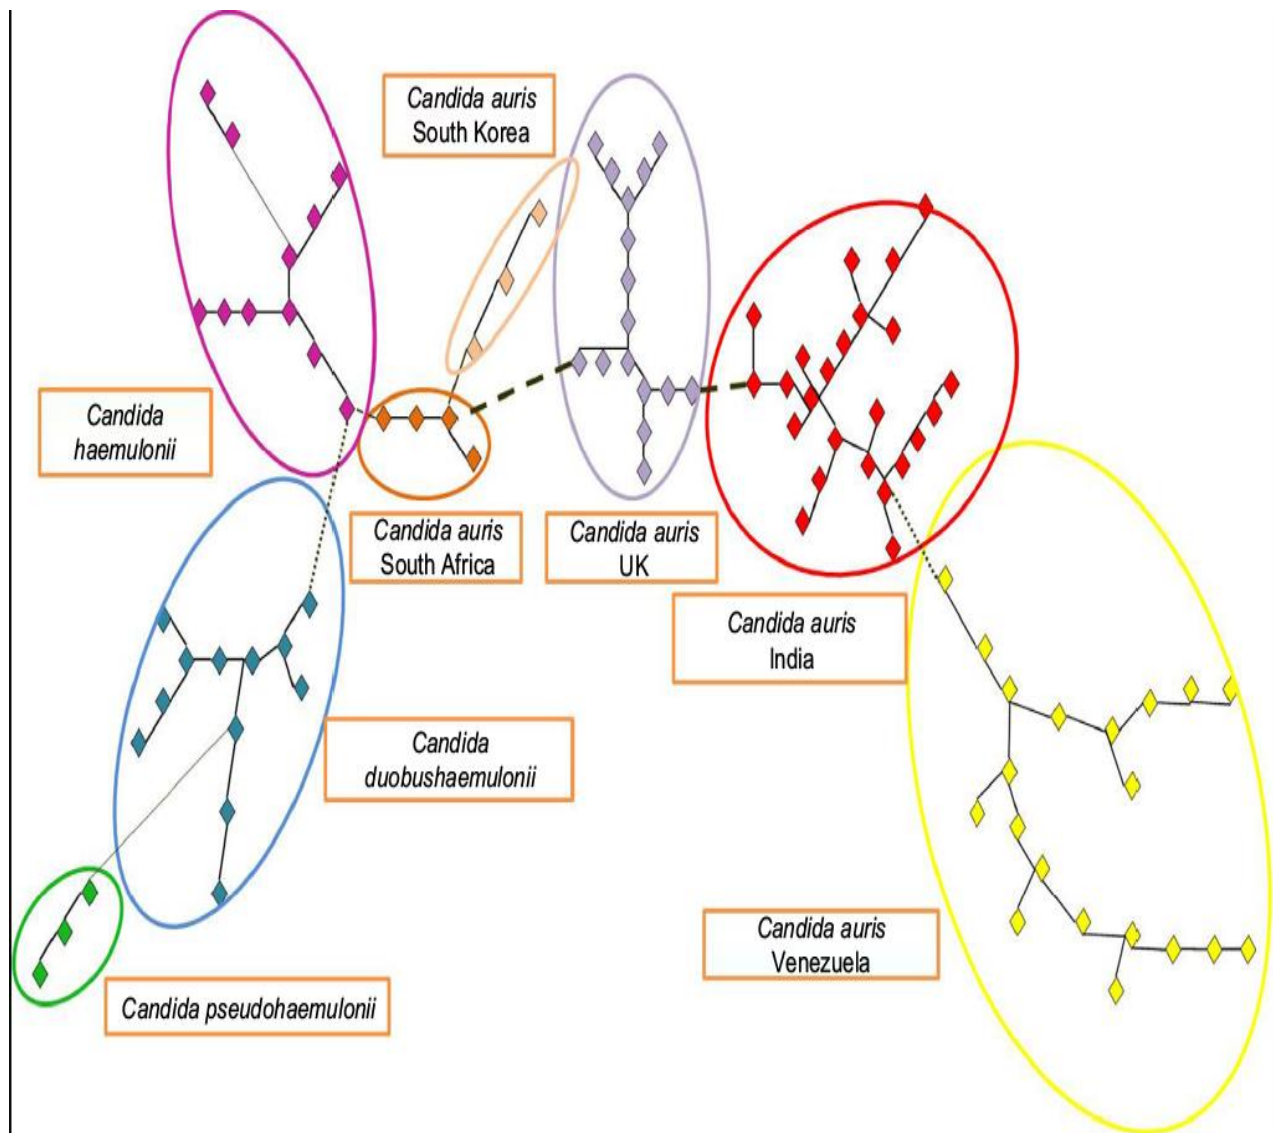 Candida auris
South Korea
Candida
haemulonii
Candida auris
South Africa
Candida auris
UK
Candida auris
India
Candida
duobushaemulonii
Candida auris
Venezuela
Candida pseudohaemulonii